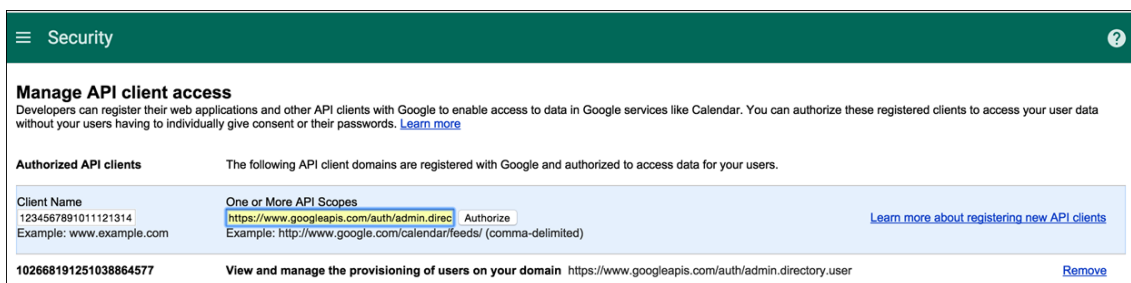 Security
Manage API client access
Developers can register their web applications and other API clients with Google to enable access to data in Google services like Calendar. You can authorize these registered clients to access your user data
without your users having to individually give consent or their passwords. Learn more
Authorized API clients The following API client domains are registered with Google and authorized to access data for your users.
Client Name One or More API Scopes
1234567891011121314 https://www.googleapis.com/auth/admin.direc Authorize Learn more about registering new API clients
Example: www.example.com Example: http://www.google.com/calendar/feeds/ (comma-delimited)
102668191251038864577 View and manage the provisioning of users on your domain https://www.googleapis.com/auth/admin.directory.user Remove